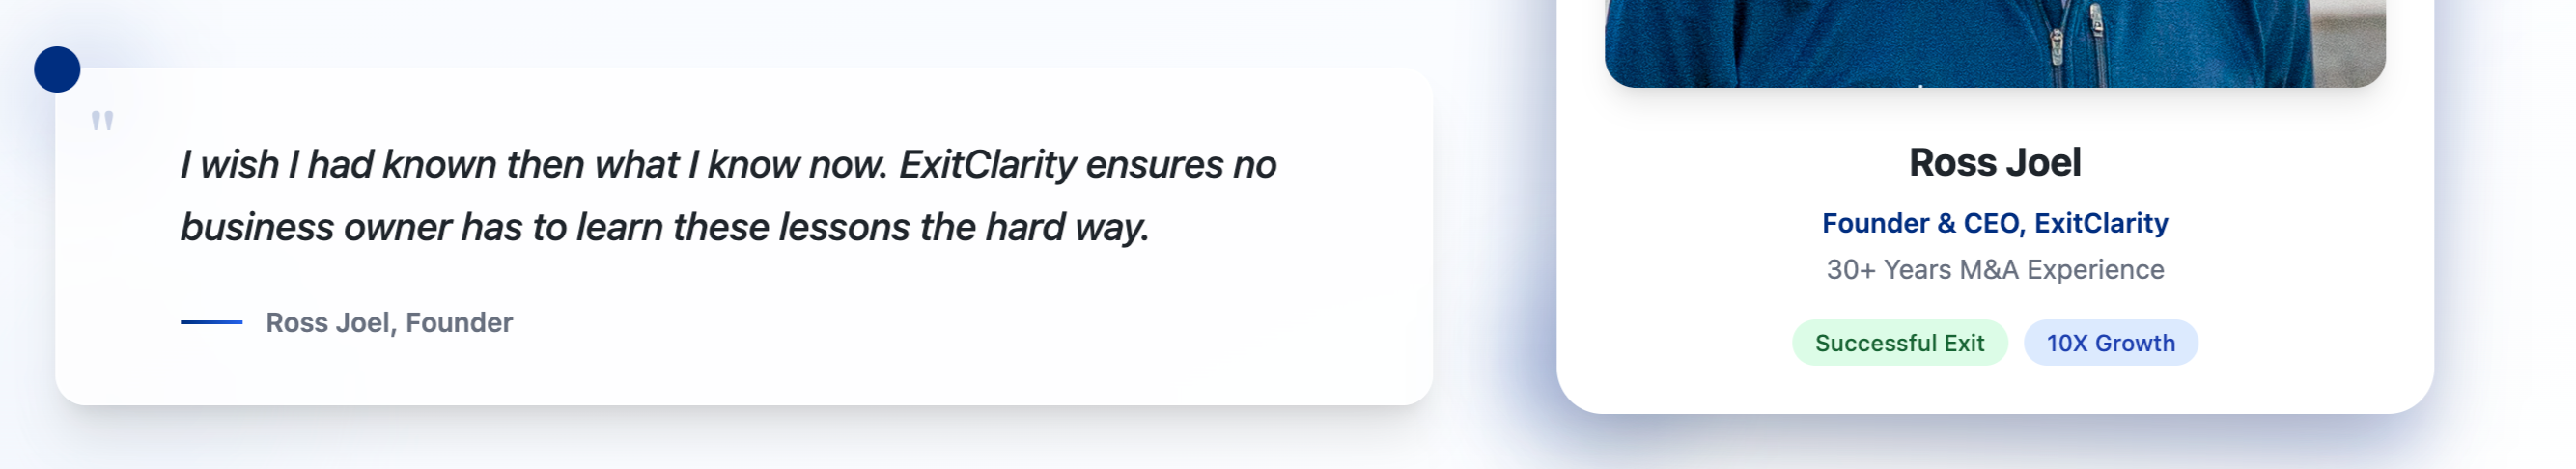 "
I wish I had known then what I know now. ExitClarity ensures no
business owner has to learn these lessons the hard way.
Ross Joel, Founder
Ross Joel
Founder & CEO, ExitClarity
30+ Years M&A Experience
Successful Exit
10X Growth